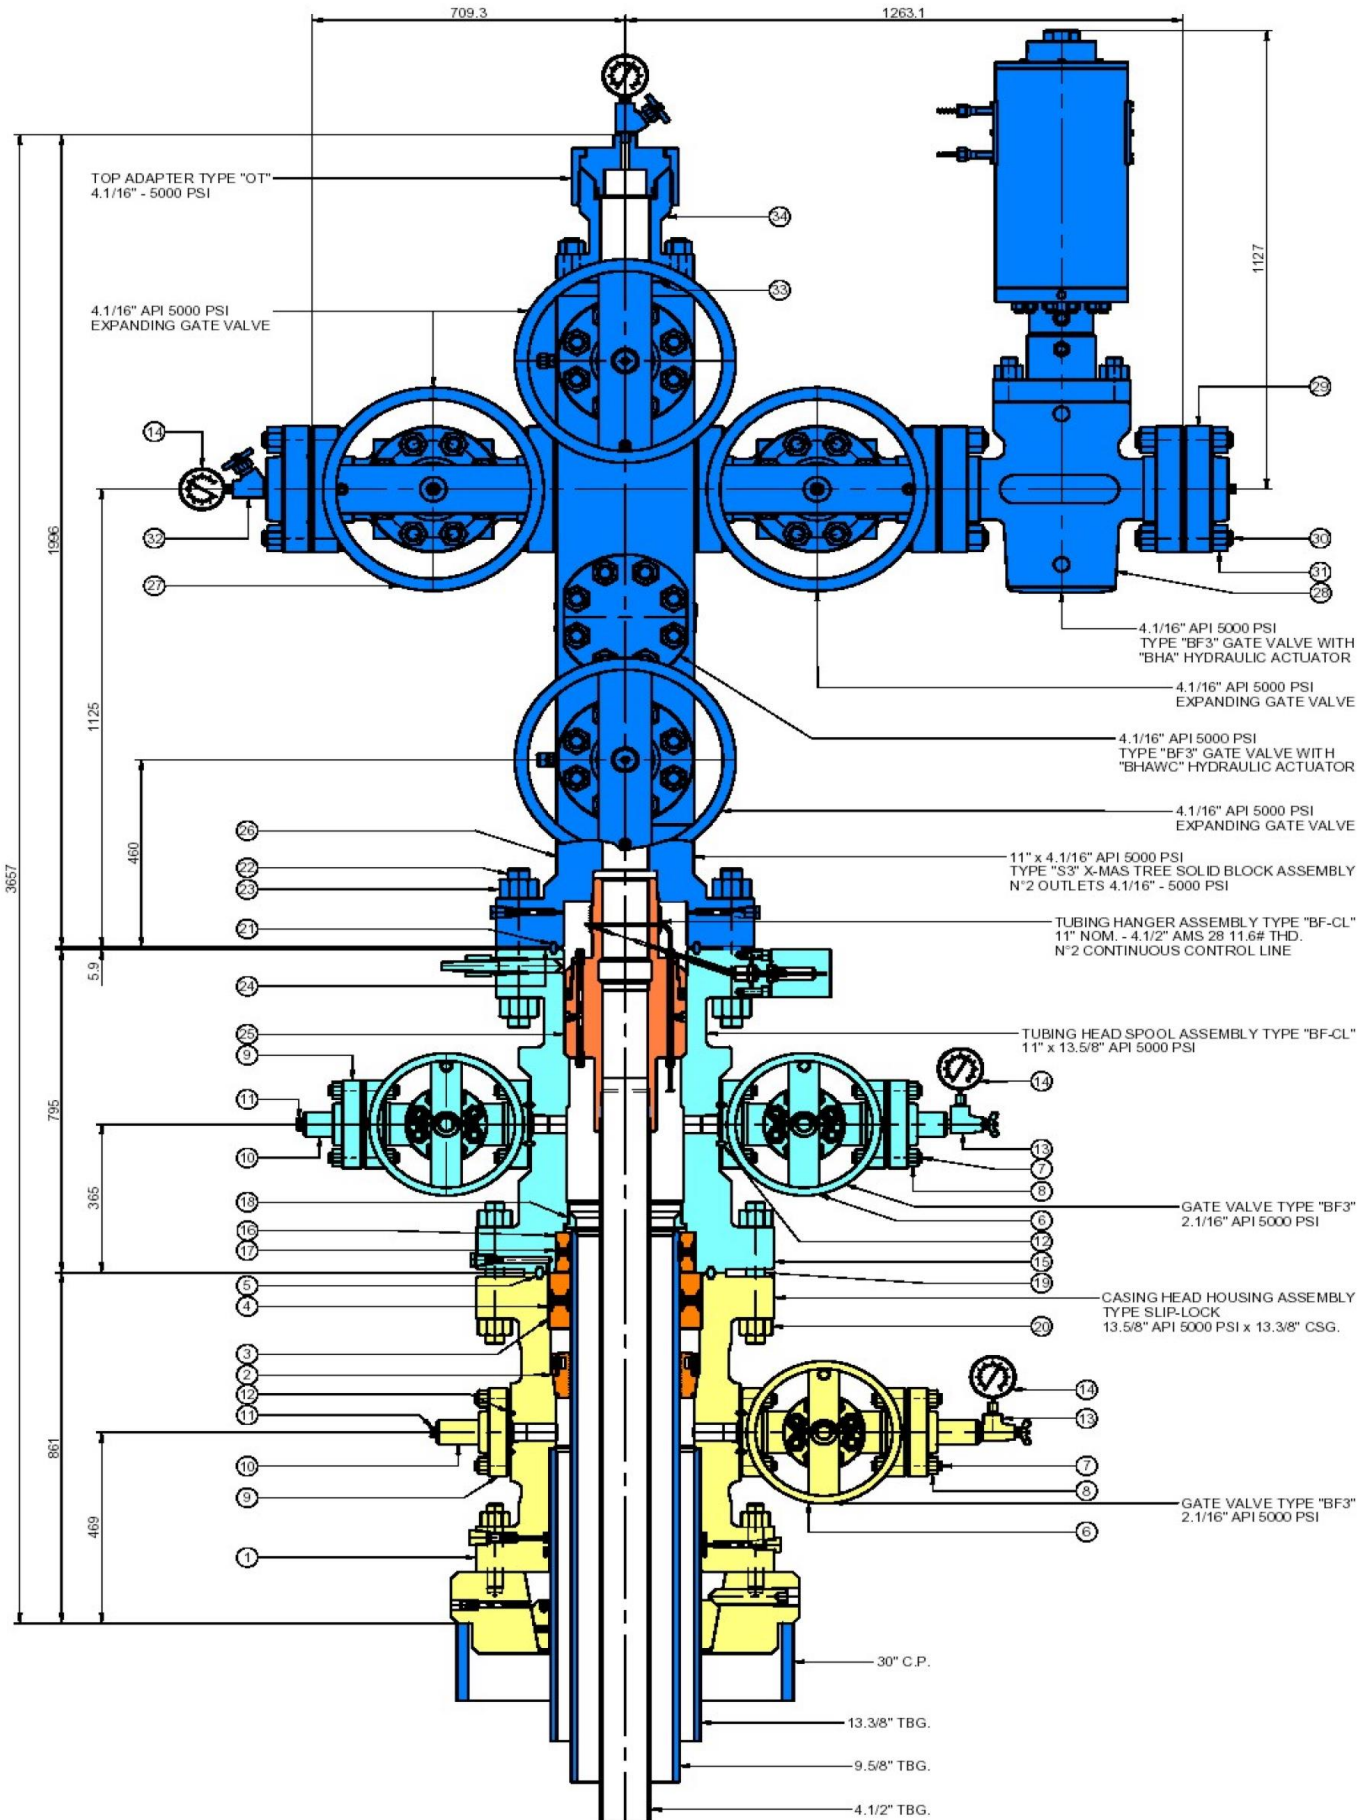 709.3
1263.1
TOP ADAPTER TYPE "OT"
4.1/16" - 5000 PSI
34
1127
33
4.1/16" API 5000 PSI
EXPANDING GATE VALVE
29
14
1996
32
30
31
27
28
4.1/16" API 5000 PSI
TYPE "BF3" GATE VALVE WITH
"BHA" HYDRAULIC ACTUATOR
4.1/16" API 5000 PSI
EXPANDING GATE VALVE
1125
4.1/16" API 5000 PSI
TYPE "BF3" GATE VALVE WITH
"BHAWC" HYDRAULIC ACTUATOR
4.1/16" API 5000 PSI
EXPANDING GATE VALVE
26
460
3657
22
23
11" x 4.1/16" API 5000 PSI
TYPE "S3" X-MAS TREE SOLID BLOCK ASSEMBLY
N°2 OUTLETS 4.1/16" - 5000 PSI
21
TUBING HANGER ASSEMBLY TYPE "BF-CL"
11" NOM. - 4.1/2" AMS 28 11.6# THD.
N°2 CONTINUOUS CONTROL LINE
5.9
24
25
TUBING HEAD SPOOL ASSEMBLY TYPE "BF-CL"
11" x 13.5/8" API 5000 PSI
9
14
11
795
10
13
7
8
365
18
GATE VALVE TYPE "BF3"
2.1/16" API 5000 PSI
6
16
12
17
15
5
19
4
CASING HEAD HOUSING ASSEMBLY
TYPE SLIP-LOCK
13.5/8" API 5000 PSI x 13.3/8" CSG.
20
3
2
12
14
11
13
861
10
7
9
8
GATE VALVE TYPE "BF3"
2.1/16" API 5000 PSI
469
6
1
30" C.P.
13.3/8" TBG.
9.5/8" TBG.
4.1/2" TBG.